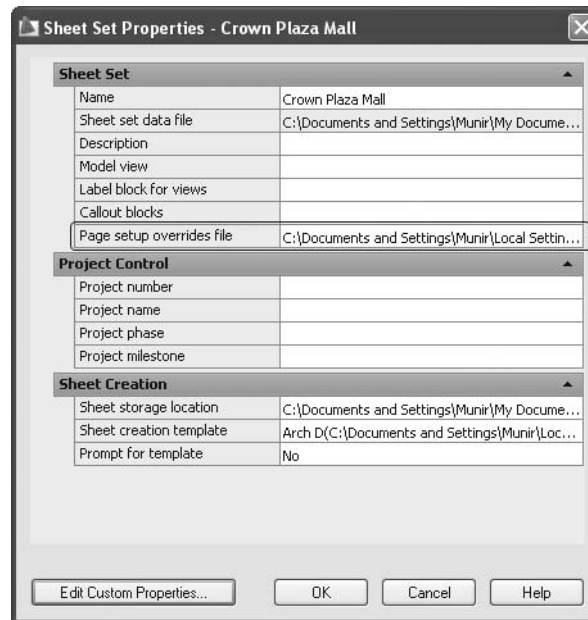 Sheet Set Properties - Crown Plaza Mall
Sheet Set
Name Crown Plaza Mall
Sheet set data file C:\Documents and Settings\Munir\My Docume...
Description
Model view
Label block for views
Callout blocks
Page setup overrides file C:\Documents and Settings\Munir\Local Settin...
Project Control
Project number
Project name
Project phase
Project milestone
Sheet Creation
Sheet storage location C:\Documents and Settings\Munir\My Docume...
Sheet creation template Arch D(C:\Documents and Settings\Munir\Loc...
Prompt for template No
Edit Custom Properties... OK Cancel Help